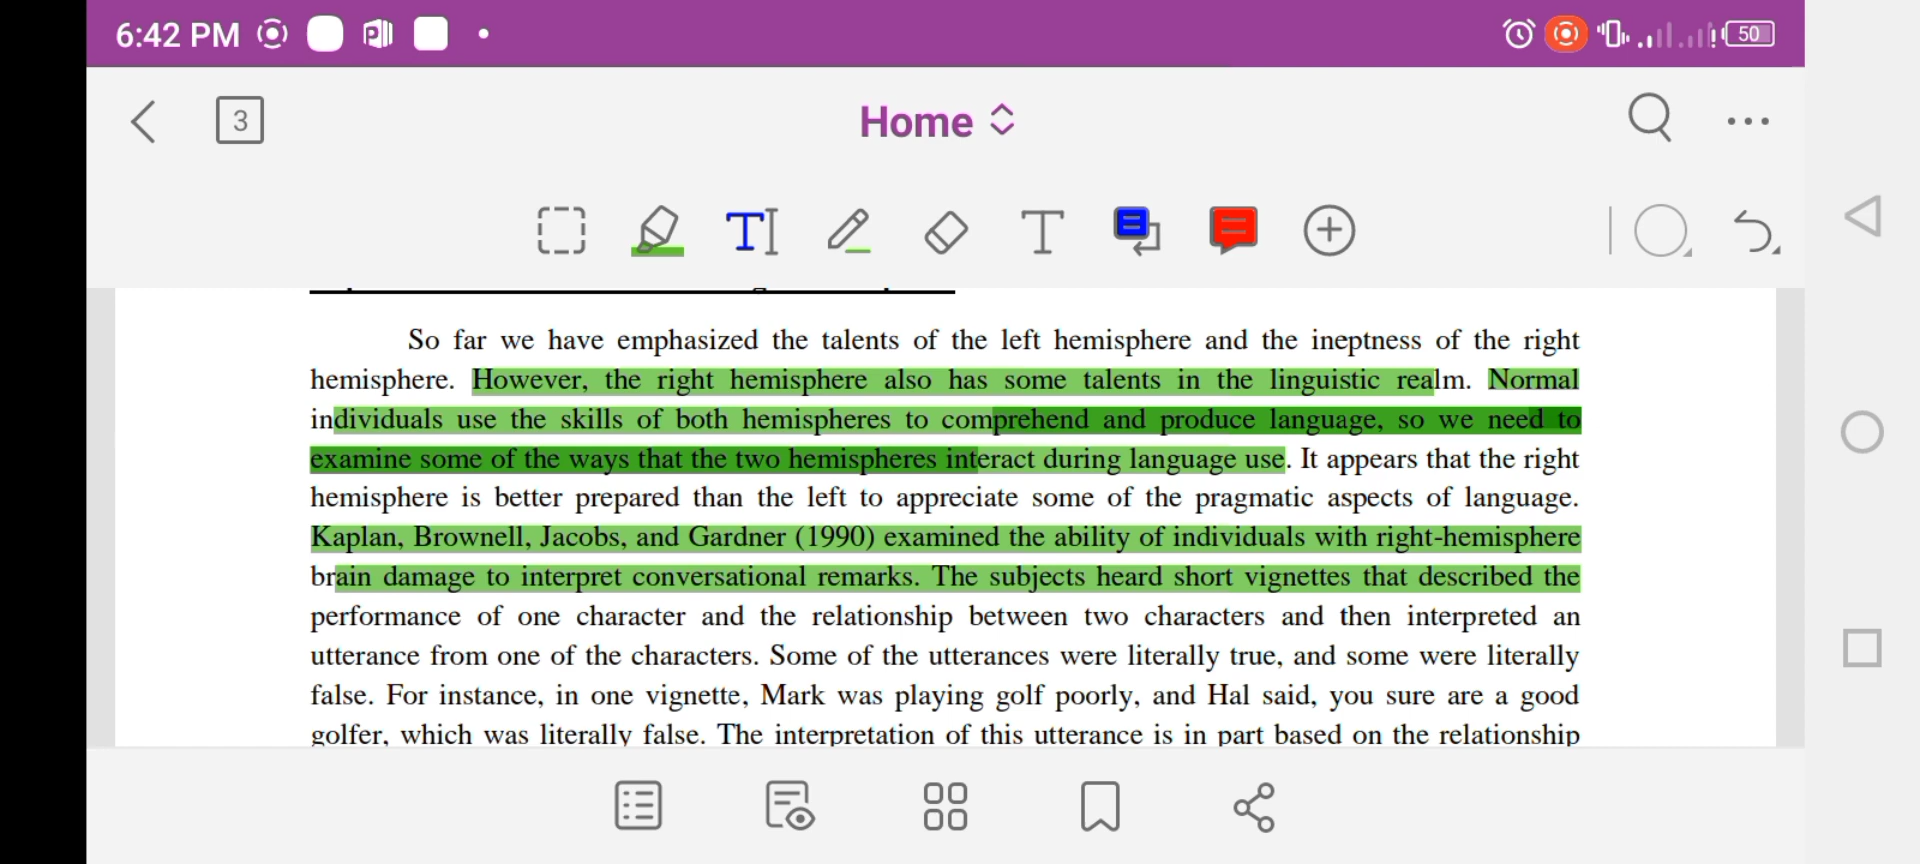 6:42 PM
50
3
Home
So far we have emphasized the talents of the left hemisphere and the ineptness of the right
hemisphere. However, the right hemisphere also has some talents in the linguistic realm. Normal
individuals use the skills of both hemispheres to comprehend and produce language, so we need to
examine some of the ways that the two hemispheres interact during language use. It appears that the right
hemisphere is better prepared than the left to appreciate some of the pragmatic aspects of language.
Kaplan, Brownell, Jacobs, and Gardner (1990) examined the ability of individuals with right-hemisphere
brain damage to interpret conversational remarks. The subjects heard short vignettes that described the
performance of one character and the relationship between two characters and then interpreted an
utterance from one of the characters. Some of the utterances were literally true, and some were literally
false. For instance, in one vignette, Mark was playing golf poorly, and Hal said, you sure are a good
golfer, which was literally false. The interpretation of this utterance is in part based on the relationship